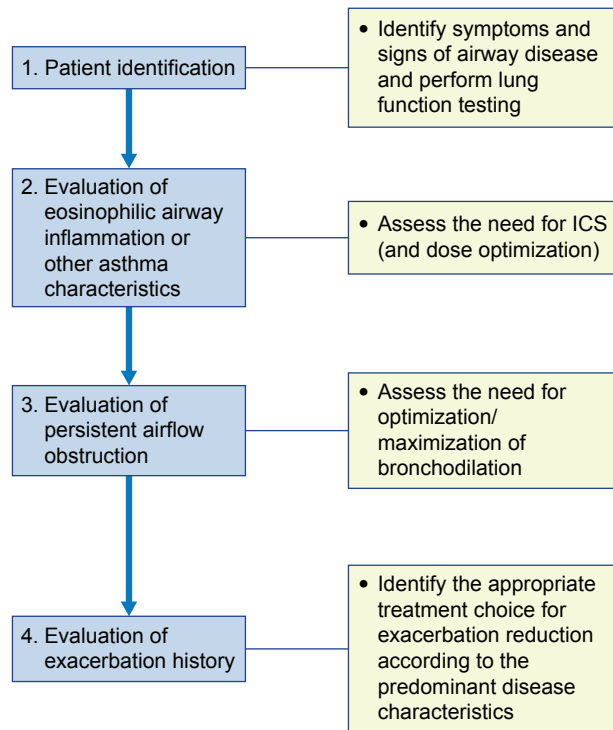 1. Patient identification
• Identify symptoms and
signs of airway disease
and perform lung
function testing
2. Evaluation of
eosinophilic airway
inflammation or
other asthma
characteristics
• Assess the need for ICS
(and dose optimization)
3. Evaluation of
persistent airflow
obstruction
• Assess the need for
optimization/
maximization of
bronchodilation
4. Evaluation of
exacerbation history
• Identify the appropriate
treatment choice for
exacerbation reduction
according to the
predominant disease
characteristics